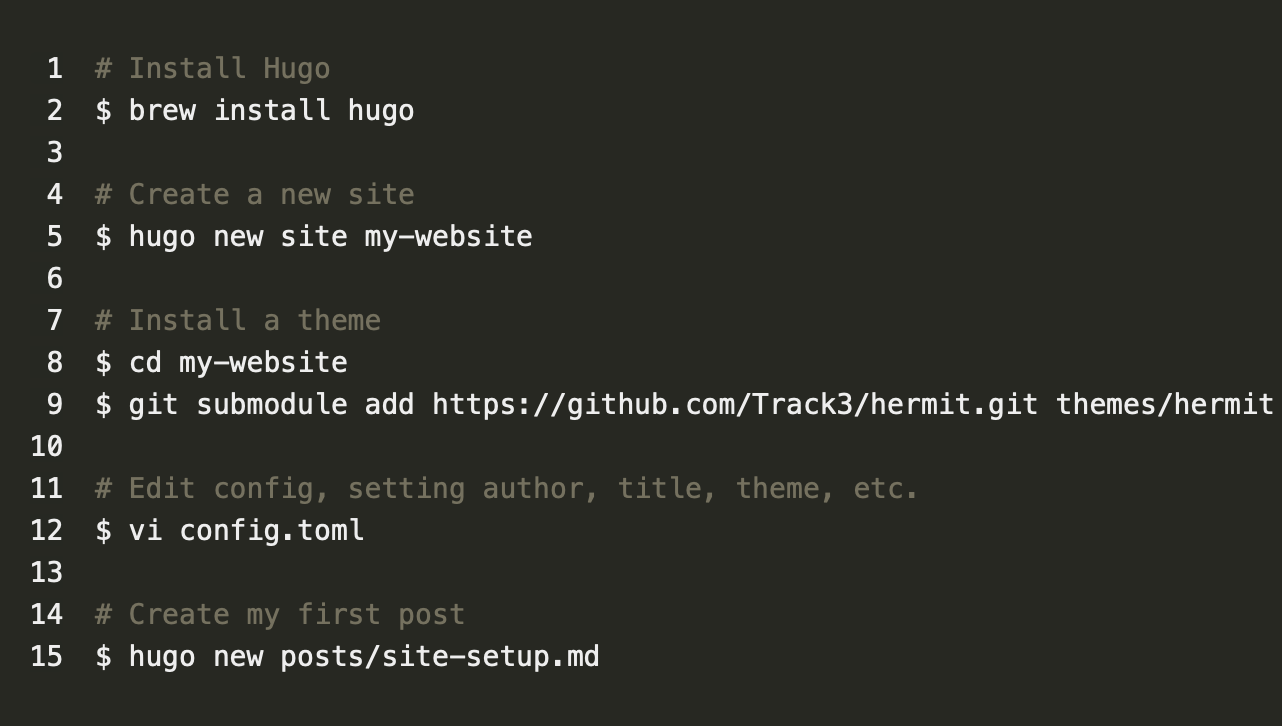 1 # Install Hugo
2 $ brew install hugo
3
4 # Create a new site
5 $ hugo new site my-website
6
7 # Install a theme
8 $ cd my-website
9 $ git submodule add https://github.com/Track3/hermit.git themes/hermit
10
11 # Edit config, setting author, title, theme, etc.
12 $ vi config.toml
13
14 # Create my first post
15 $ hugo new posts/site-setup.md